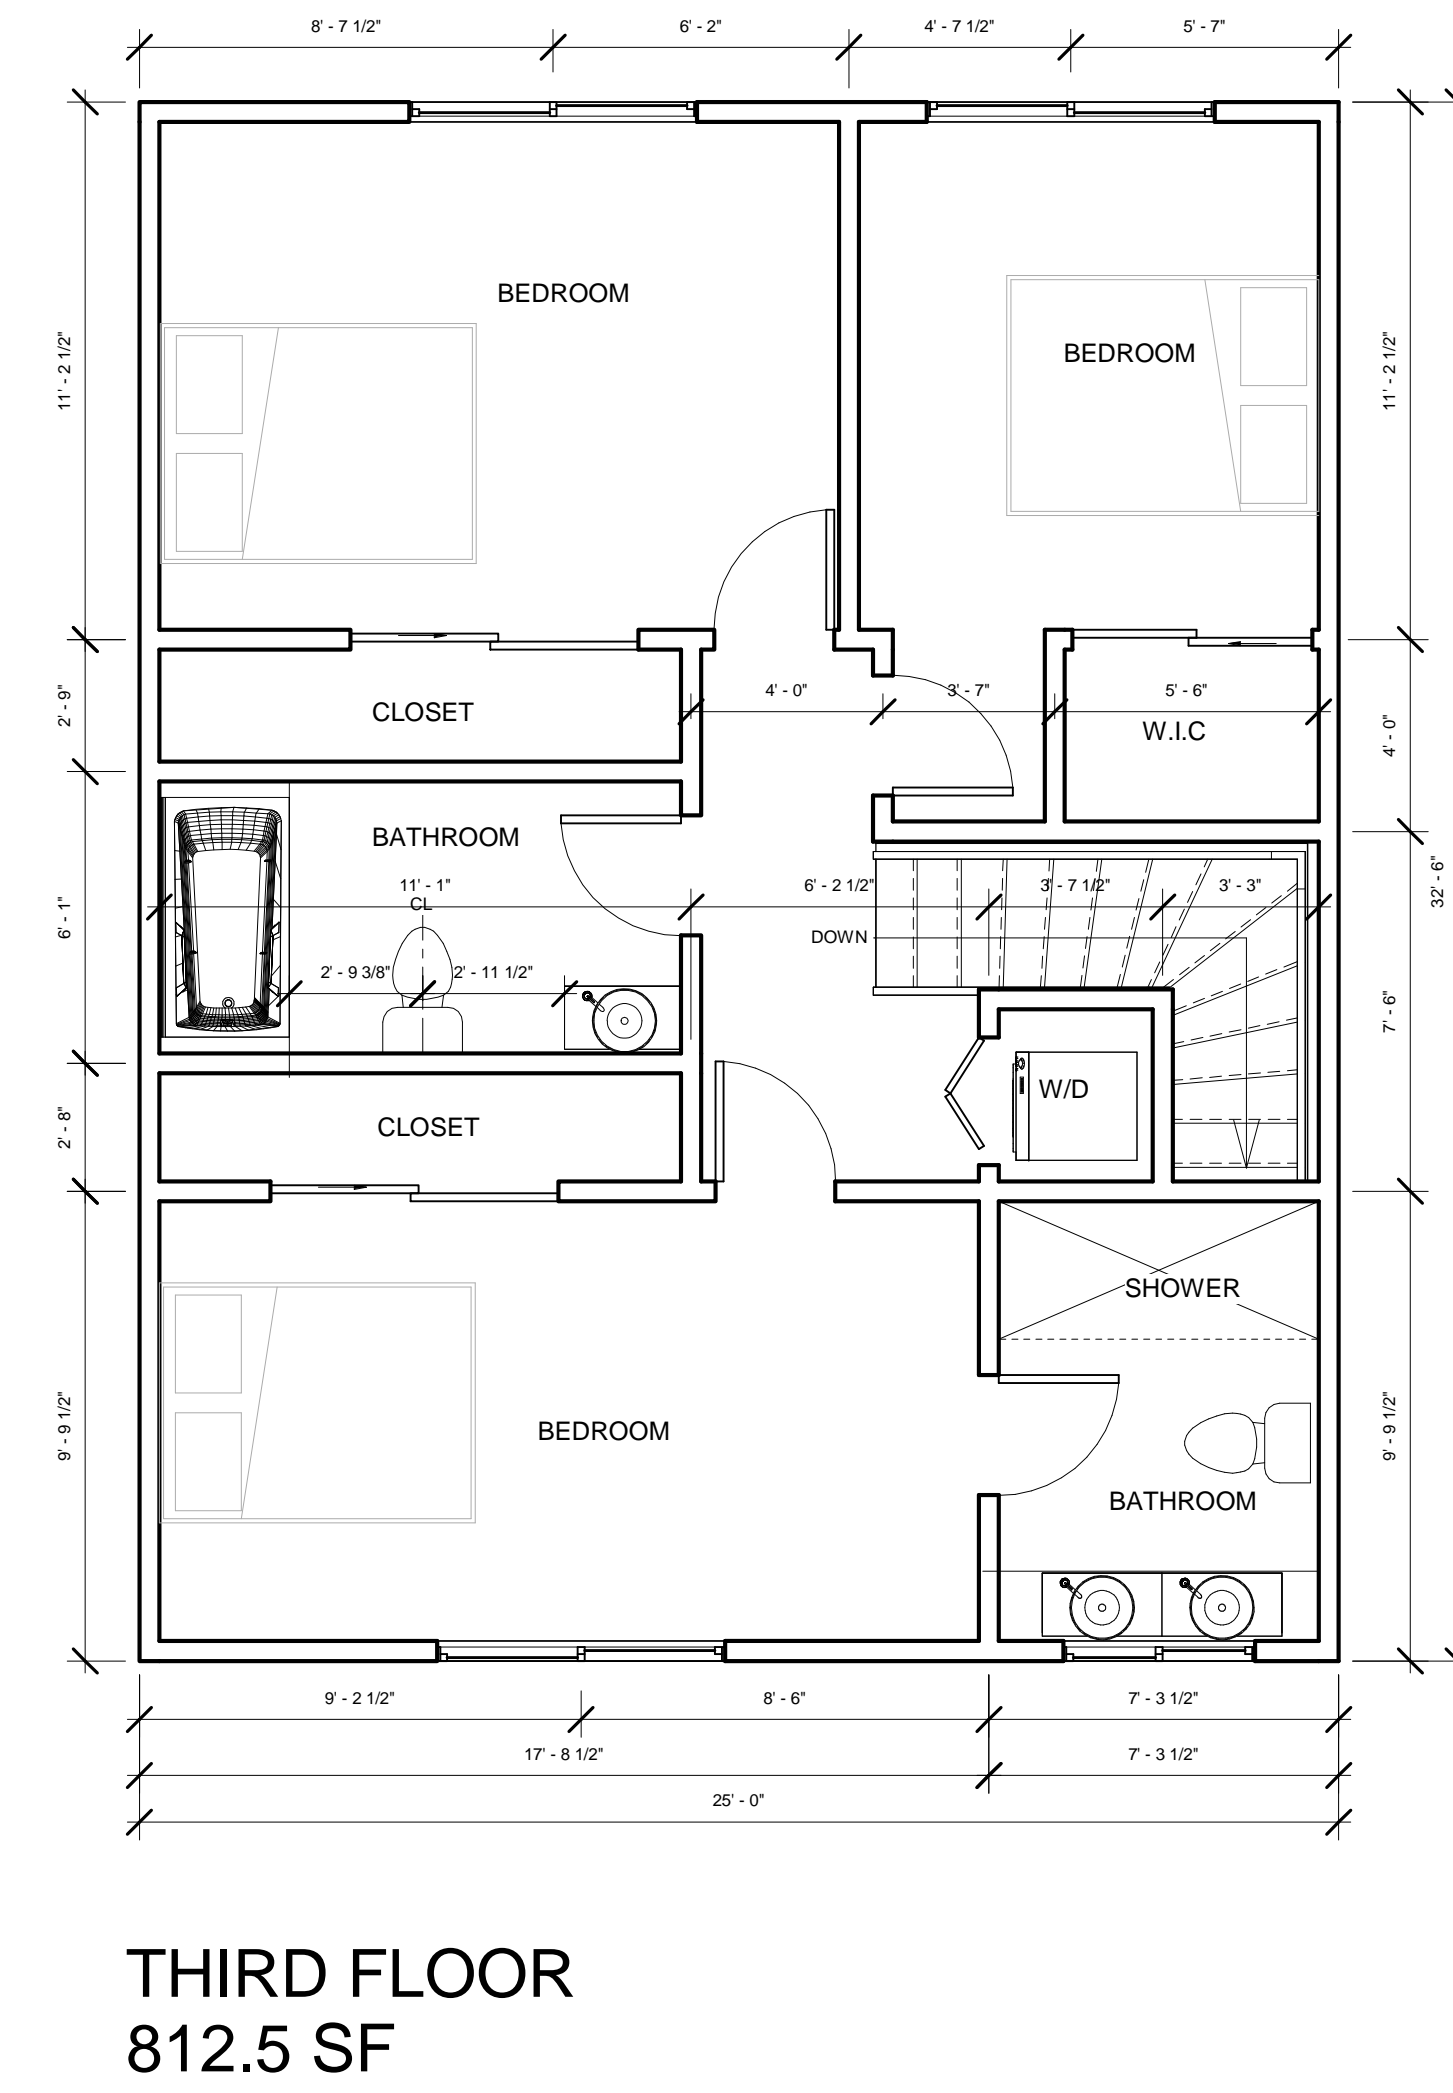 8' - 7 1/2"
6' - 2"
4' - 7 1/2"
5' - 7"
BEDROOM
BEDROOM
11' - 2 1/2"
11' - 2 1/2"
CLOSET
2' - 9"
4' - 0"
3' - 7"
5' - 6"
W.I.C
4' - 0"
BATHROOM
11' - 1"
CL
6' - 2 1/2"
3' - 7 1/2"
3' - 3"
32' - 6"
6' - 1"
DOWN
2' - 9 3/8"
2' - 11 1/2"
7' - 6"
W/D
CLOSET
2' - 8"
SHOWER
BEDROOM
9' - 9 1/2"
9' - 9 1/2"
BATHROOM
9' - 2 1/2"
8' - 6"
7' - 3 1/2"
17' - 8 1/2"
7' - 3 1/2"
25' - 0"
THIRD FLOOR
812.5 SF